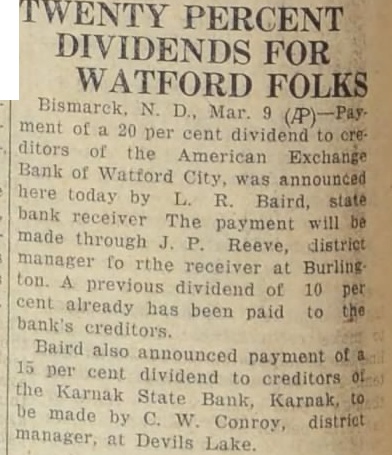 TWENTY PERCENT
DIVIDENDS FOR
WATFORD FOLKS
Bismarck, N. D., Mar. 9 (AP)—Pay-
ment of a 20 per cent dividend to cre-
ditors of the American Exchange
Bank of Watford City, was announced
here today by L. R. Baird, state
bank receiver The payment will be
made through J. P. Reeve, district
manager fo rthe receiver at Burling-
ton. A previous dividend of 10 per
cent already has been paid to the
bank's creditors.
Baird also announced payment of a
15 per cent dividend to creditors of
the Karnak State Bank, Karnak, to
be made by C. W. Conroy, district
manager, at Devils Lake.